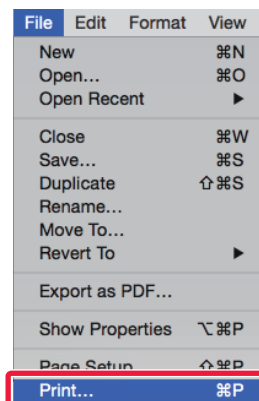 File Edit Format View
New ⌘N
Open... ⌘O
Open Recent ▶
Close ⌘W
Save... ⌘S
Duplicate ⇧⌘S
Rename...
Move To...
Revert To ▶
Export as PDF...
Show Properties ⌥⌘P
Page Setup ⇧⌘P
Print... ⌘P